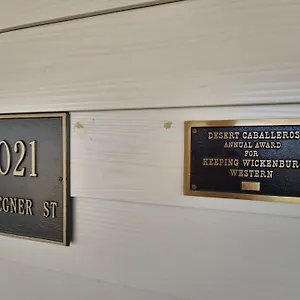 021
EGNER ST
DESERT CABALLEROS
ANNUAL AWARD
FOR
KEEPING WICKENBURG
WESTERN